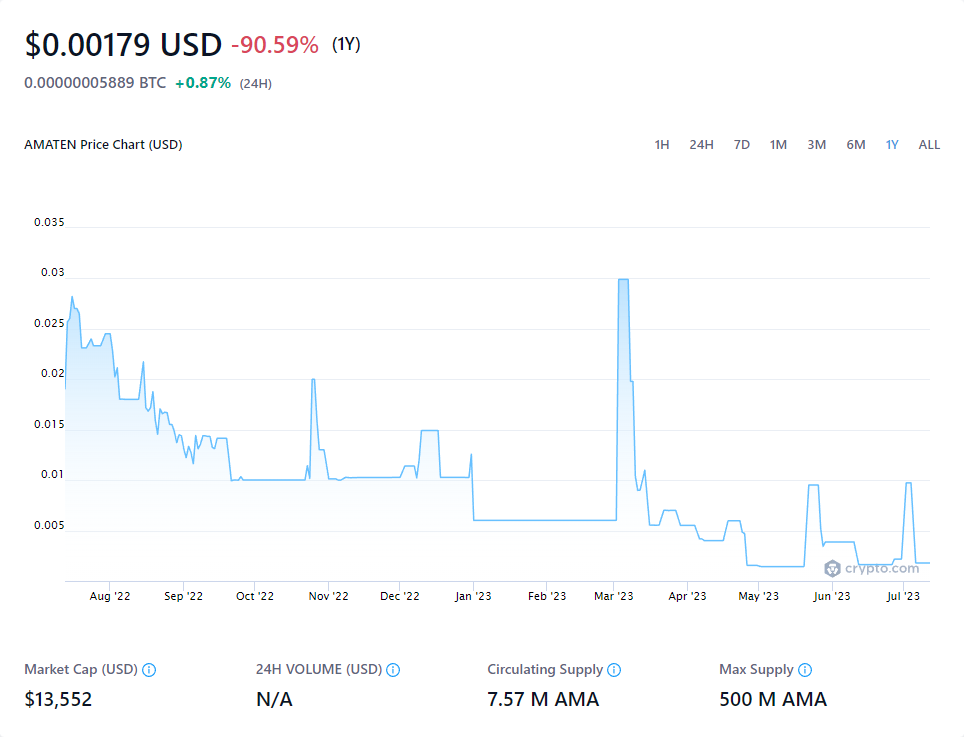 $0.00179 USD -90.59% (1Y)
0.00000005889 BTC +0.87% (24H)
AMATEN Price Chart (USD) 1H 24H 7D 1M 3M 6M 1Y ALL
0.035
0.03
0.025
0.02
0.015
0.01
0.005
crypto.com
Aug '22 Sep '22 Oct '22 Nov '22 Dec '22 Jan '23 Feb '23 Mar '23 Apr '23 May '23 Jun '23 Jul '23
Market Cap (USD) 24H VOLUME (USD) Circulating Supply Max Supply
$13,552 N/A 7.57 M AMA 500 M AMA